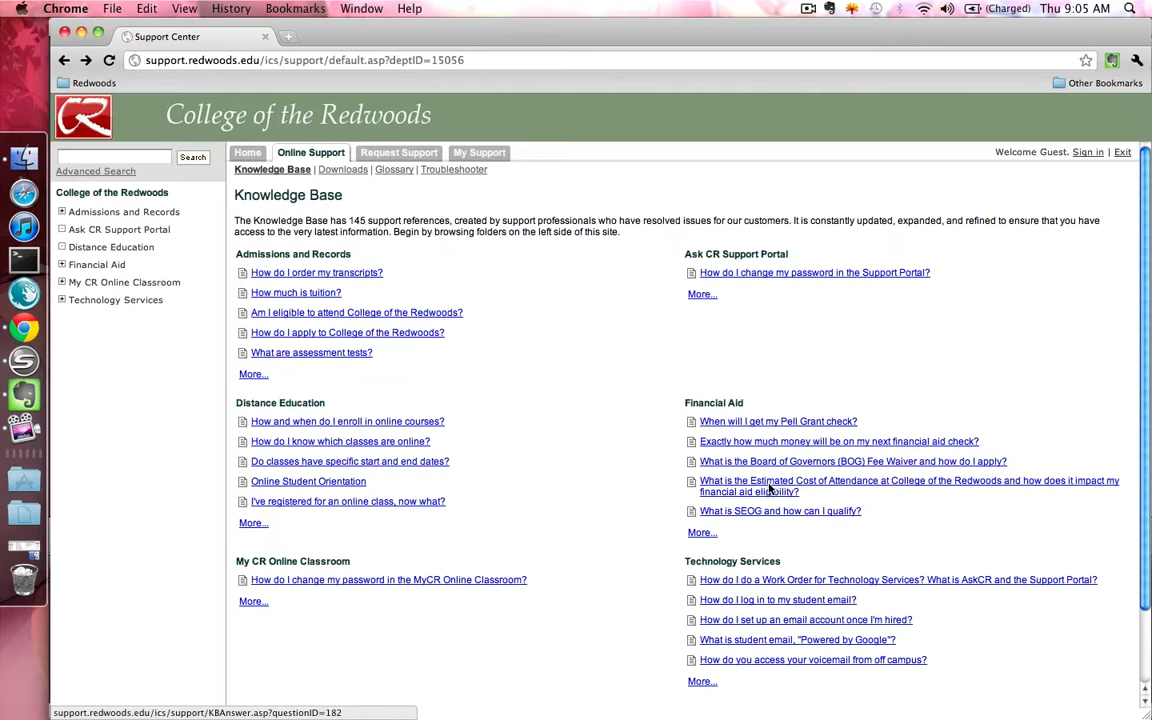 Chrome File Edit View History Bookmarks Window Help (Charged) Thu 9:05 AM
Support Center
support.redwoods.edu/ics/support/default.asp?deptID=15056
Redwoods Other Bookmarks
CR College of the Redwoods
Search
Advanced Search
College of the Redwoods
Admissions and Records
Ask CR Support Portal
Distance Education
Financial Aid
My CR Online Classroom
Technology Services
Home Online Support Request Support My Support Welcome Guest. Sign in | Exit
Knowledge Base | Downloads | Glossary | Troubleshooter
Knowledge Base
The Knowledge Base has 145 support references, created by support professionals who have resolved issues for our customers. It is constantly updated, expanded, and refined to ensure that you have
access to the very latest information. Begin by browsing folders on the left side of this site.
Admissions and Records
How do I order my transcripts?
How much is tuition?
Am I eligible to attend College of the Redwoods?
How do I apply to College of the Redwoods?
What are assessment tests?
More...
Ask CR Support Portal
How do I change my password in the Support Portal?
More...
Distance Education
How and when do I enroll in online courses?
How do I know which classes are online?
Do classes have specific start and end dates?
Online Student Orientation
I've registered for an online class, now what?
More...
Financial Aid
When will I get my Pell Grant check?
Exactly how much money will be on my next financial aid check?
What is the Board of Governors (BOG) Fee Waiver and how do I apply?
What is the Estimated Cost of Attendance at College of the Redwoods and how does it impact my
financial aid eligibility?
What is SEOG and how can I qualify?
More...
My CR Online Classroom
How do I change my password in the MyCR Online Classroom?
More...
Technology Services
How do I do a Work Order for Technology Services? What is AskCR and the Support Portal?
How do I log in to my student email?
How do I set up an email account once I'm hired?
What is student email, "Powered by Google"?
How do you access your voicemail from off campus?
More...
support.redwoods.edu/ics/support/KBAnswer.asp?questionID=182